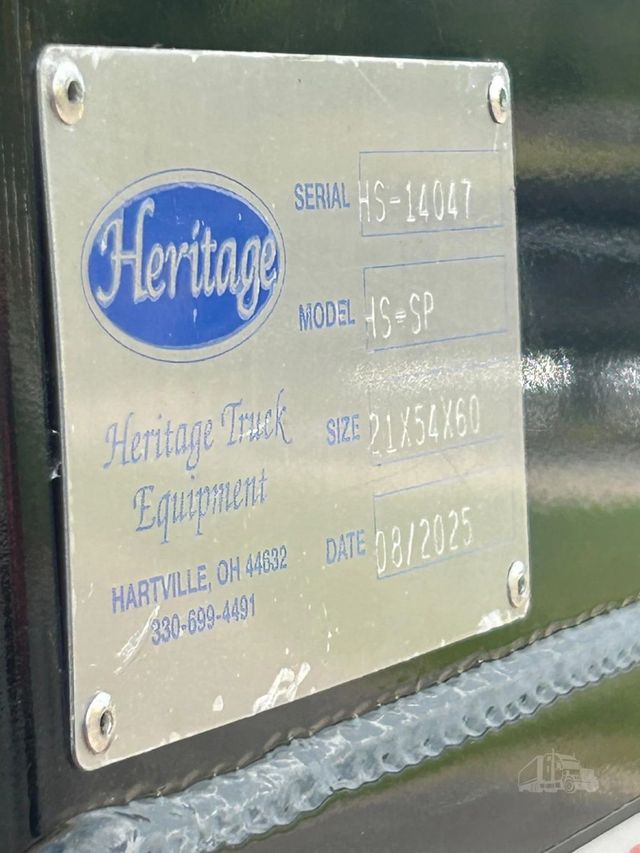 Heritage
SERIAL HS-14047
MODEL HS=SP
SIZE 21X54X60
DATE 08/2025
Heritage Truck
Equipment
HARTVILLE, OH 44632
330-699-4491